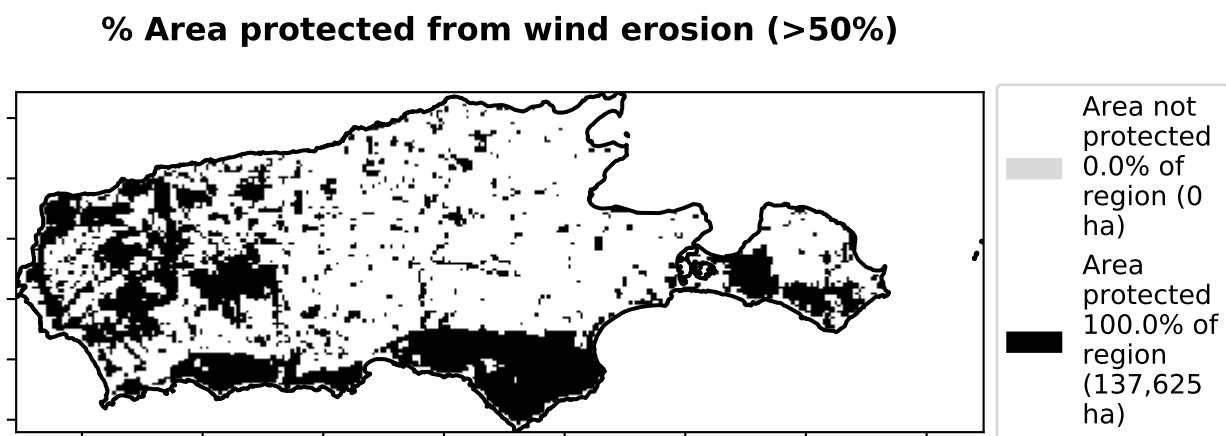 % Area protected from wind erosion (>50%)
Area not
protected
0.0% of
region (0
ha)
Area
protected
100.0% of
region
(137,625
ha)